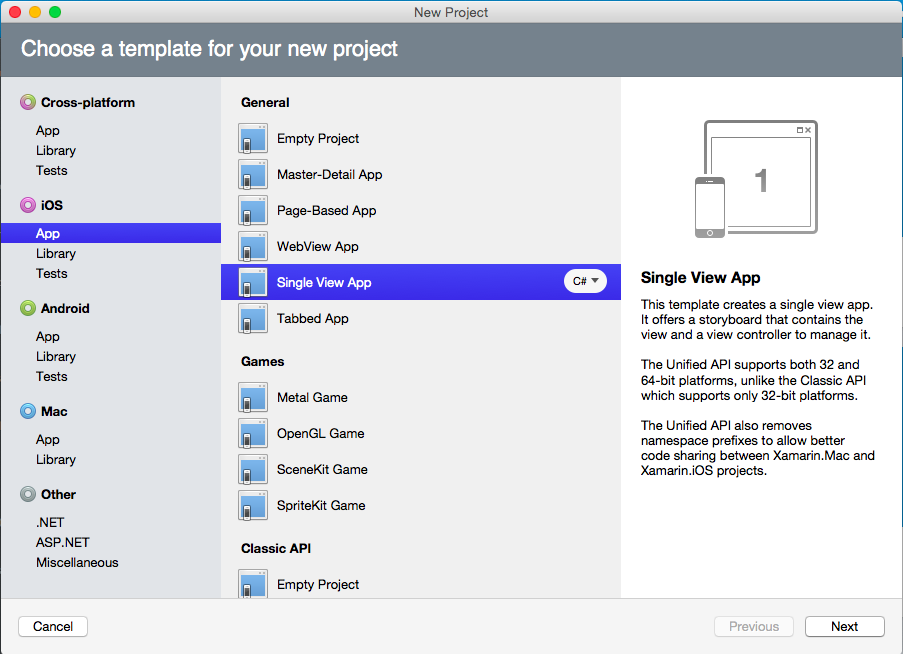 New Project
Choose a template for your new project
Cross-platform
App
Library
Tests
iOS
App
Library
Tests
Android
App
Library
Tests
Mac
App
Library
Other
.NET
ASP.NET
Miscellaneous
General
Empty Project
Master-Detail App
Page-Based App
WebView App
Single View App
C#
Tabbed App
Games
Metal Game
OpenGL Game
SceneKit Game
SpriteKit Game
Classic API
Empty Project
1
Single View App
This template creates a single view app.
It offers a storyboard that contains the
view and a view controller to manage it.
The Unified API supports both 32 and
64-bit platforms, unlike the Classic API
which supports only 32-bit platforms.
The Unified API also removes
namespace prefixes to allow better
code sharing between Xamarin.Mac and
Xamarin.iOS projects.
Cancel
Previous
Next